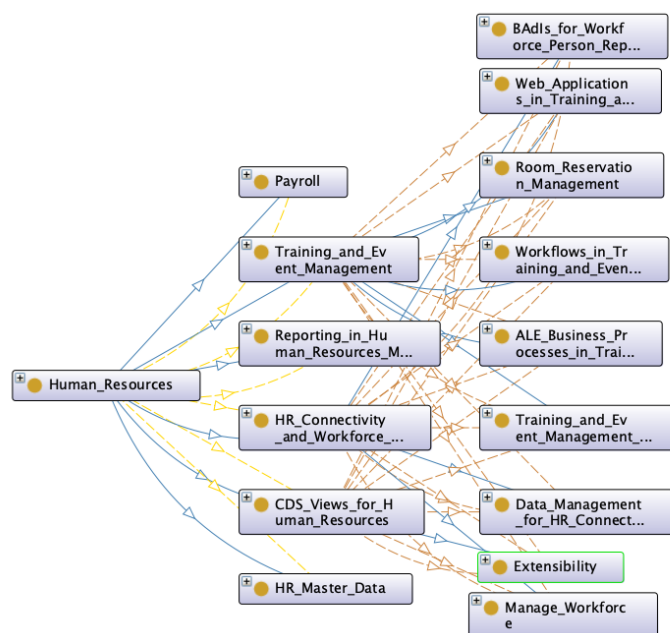 BAdIs_for_Workf
orce_Person_Rep...
Web_Application
s_in_Training_a...
Payroll
Room_Reservatio
n_Management
Training_and_Ev
ent_Management
Workflows_in_Tr
aining_and_Even...
Reporting_in_Hu
man_Resources_M...
ALE_Business_Pr
ocesses_in_Trai...
Human_Resources
HR_Connectivity
_and_Workforce_...
Training_and_Ev
ent_Management_...
CDS_Views_for_H
uman_Resources
Data_Management
_for_HR_Connect...
Extensibility
HR_Master_Data
Manage_Workforc
e